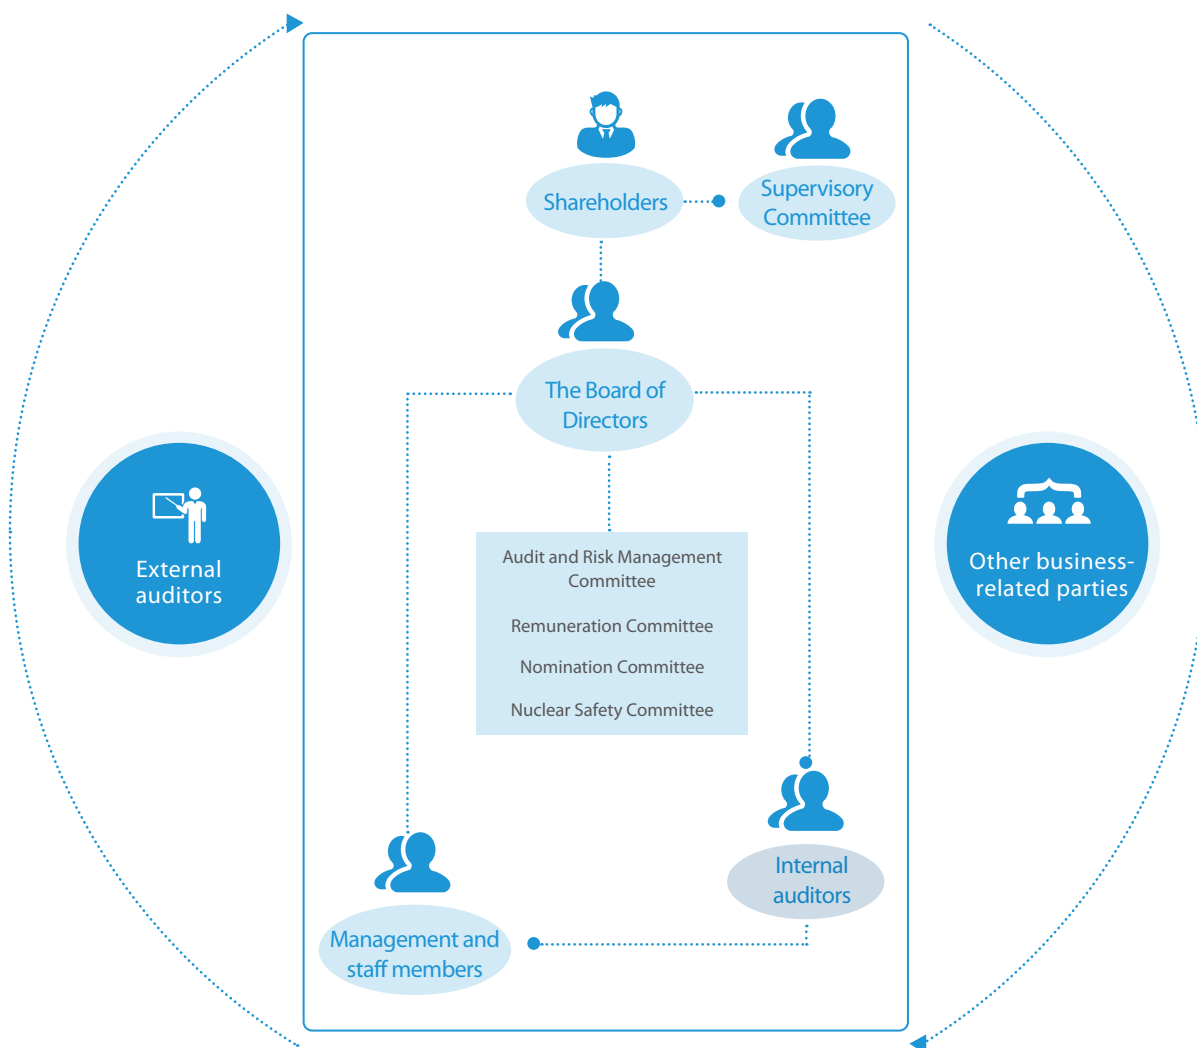 Shareholders
Supervisory
Committee
The Board of
Directors
External
auditors
Audit and Risk Management
Committee
Remuneration Committee
Nomination Committee
Nuclear Safety Committee
Other business-
related parties
Internal
auditors
Management and
staff members